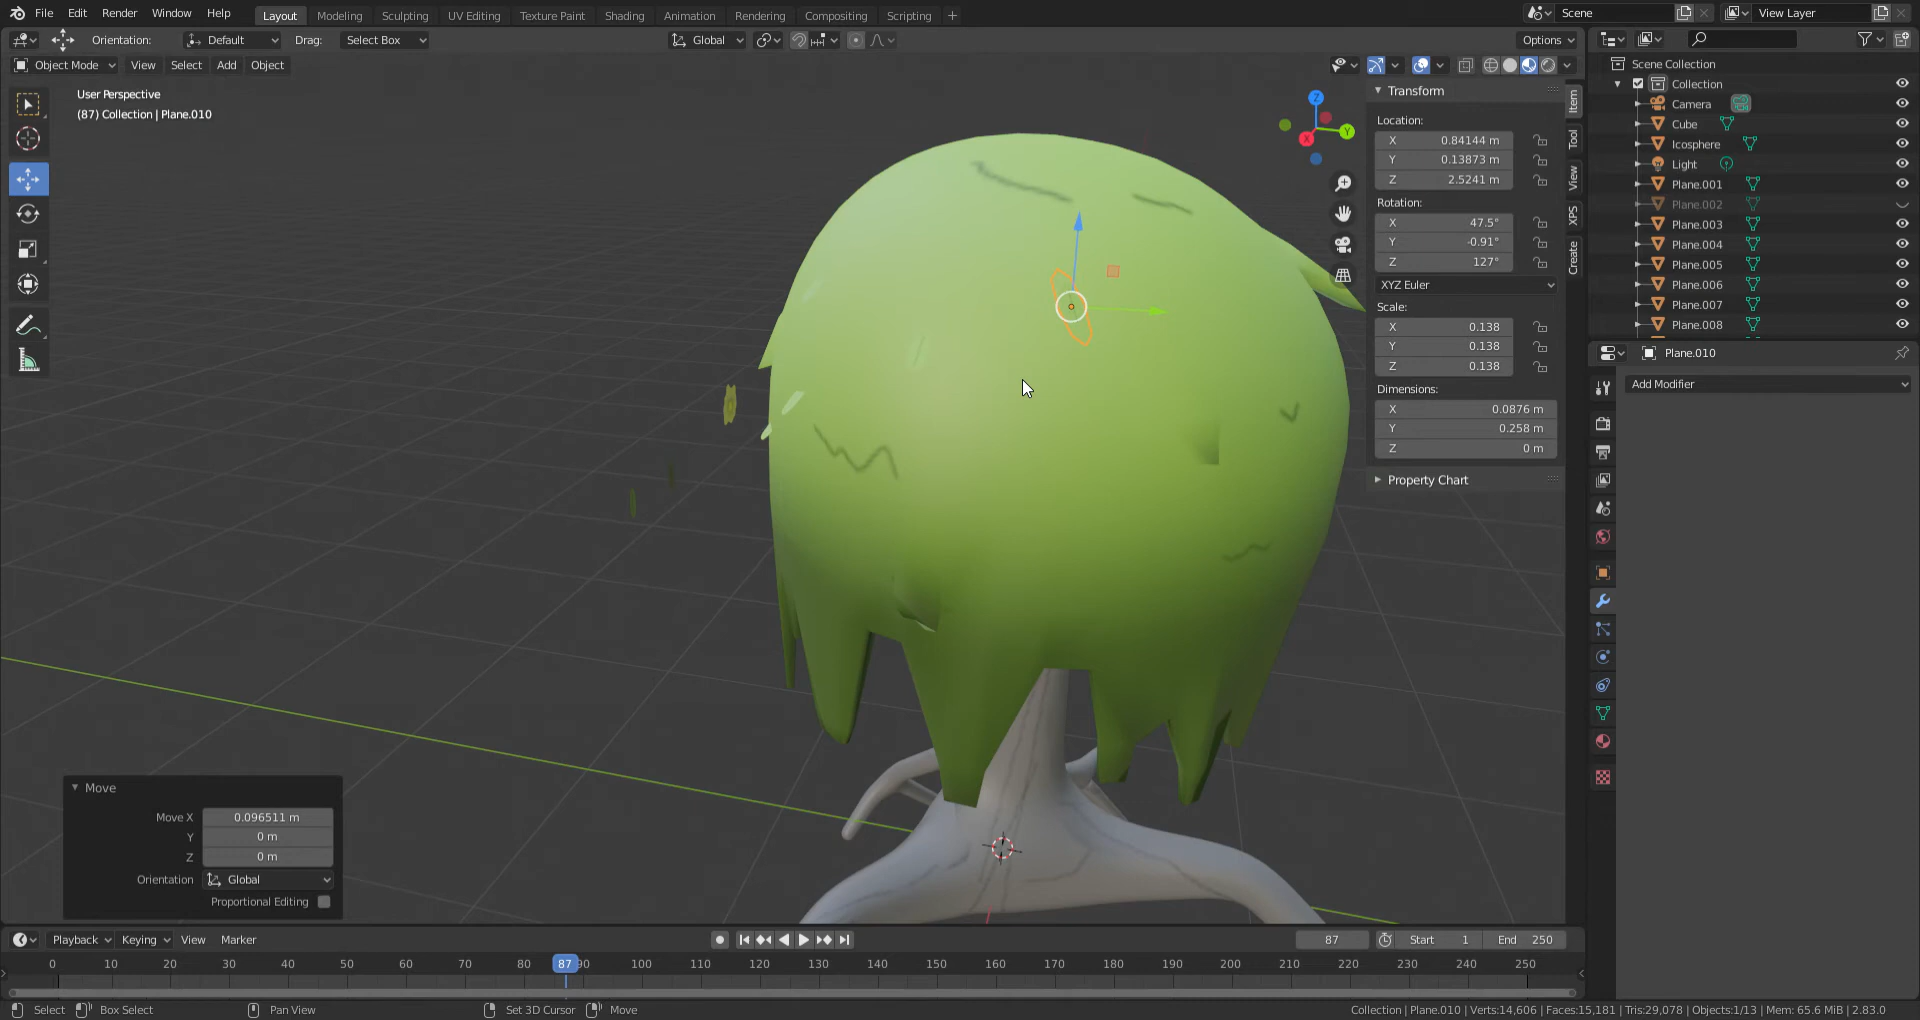 File Edit Render Window Help Layout Modeling Sculpting UV Editing Texture Paint Shading Animation Rendering Compositing Scripting + Scene View Layer
Orientation: Default Drag: Select Box Global Options
Object Mode View Select Add Object
User Perspective
(87) Collection | Plane.010
Z
Y
X
Transform
Location:
X 0.84144 m
Y 0.13873 m
Z 2.5241 m
Rotation:
X 47.5°
Y -0.91°
Z 127°
XYZ Euler
Scale:
X 0.138
Y 0.138
Z 0.138
Dimensions:
X 0.0876 m
Y 0.258 m
Z 0 m
Property Chart
Item
Tool
View
XPS
Create
Scene Collection
Collection
Camera
Cube
Icosphere
Light
Plane.001
Plane.002
Plane.003
Plane.004
Plane.005
Plane.006
Plane.007
Plane.008
Plane.010
Add Modifier
Move
Move X 0.096511 m
Y 0 m
Z 0 m
Orientation Global
Proportional Editing
Playback Keying View Marker 87 Start 1 End 250
0 10 20 30 40 50 60 70 80 87 90 100 110 120 130 140 150 160 170 180 190 200 210 220 230 240 250
Select Box Select Pan View Set 3D Cursor Move Collection | Plane.010 | Verts:14,606 | Faces:15,181 | Tris:29,078 | Objects:1/13 | Mem: 65.6 MiB | 2.83.0